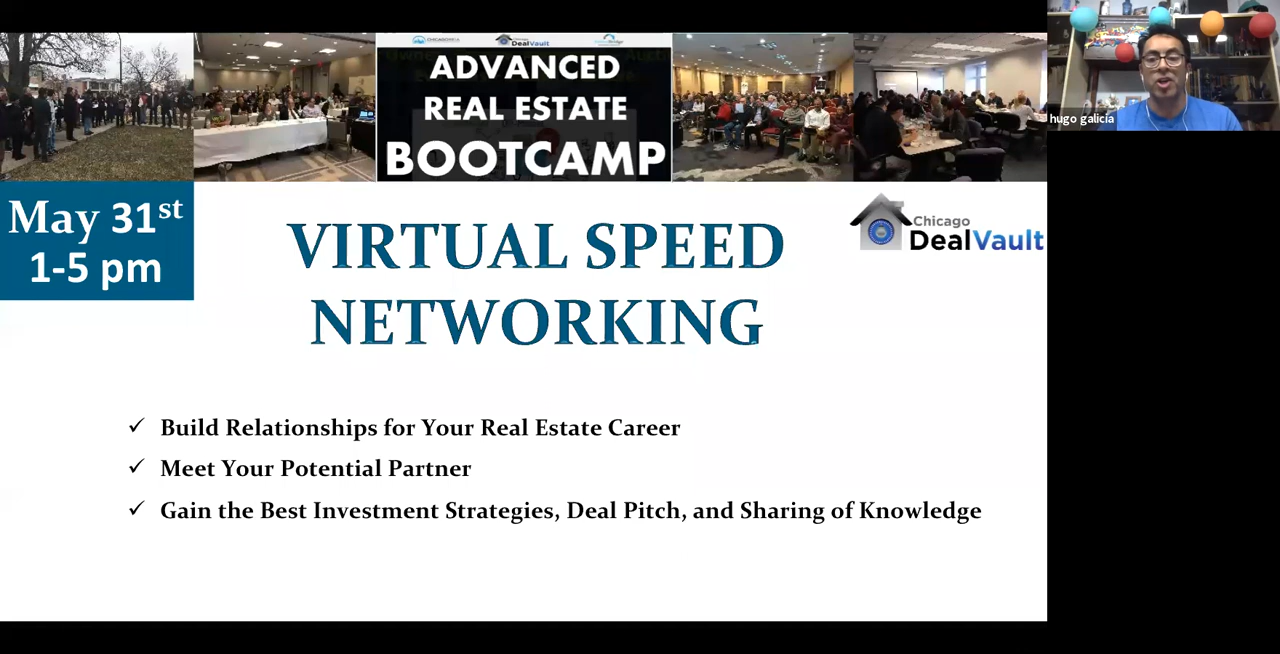 CHICAGOREIA
DealVault
ADVANCED
REAL ESTATE
BOOTCAMP
hugo galicia
May 31st
1-5 pm
VIRTUAL SPEED
NETWORKING
Chicago
DealVault
✓ Build Relationships for Your Real Estate Career
✓ Meet Your Potential Partner
✓ Gain the Best Investment Strategies, Deal Pitch, and Sharing of Knowledge